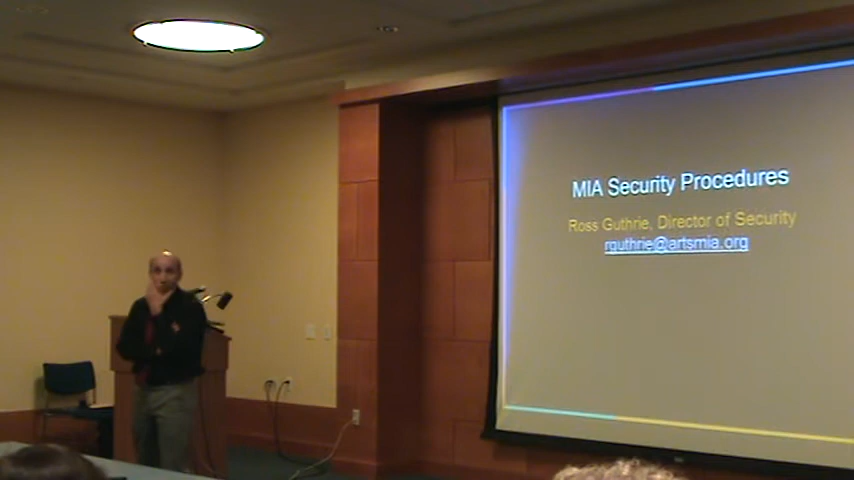 MIA Security Procedures
Ross Guthrie, Director of Security
rguthrie@artsmia.org